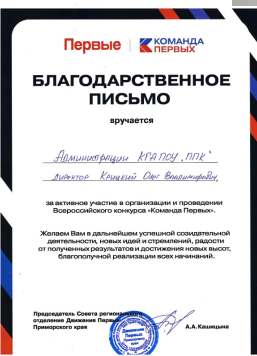 Первые КОМАНДА ПЕРВЫХ
БЛАГОДАРСТВЕННОЕ
ПИСЬМО
вручается
Администрации КГАПОУ "ППК"
директор Крицкий Олег Владимирович
за активное участие в организации и проведении
Всероссийского конкурса «Команда Первых».
Желаем Вам в дальнейшем успешной созидательной
деятельности, новых идей и стремлений, радости
от полученных результатов и достижения новых высот,
благополучной реализации всех начинаний.
Председатель Совета регионального
отделения Движения Первых
Приморского края
А.А.Кашицына